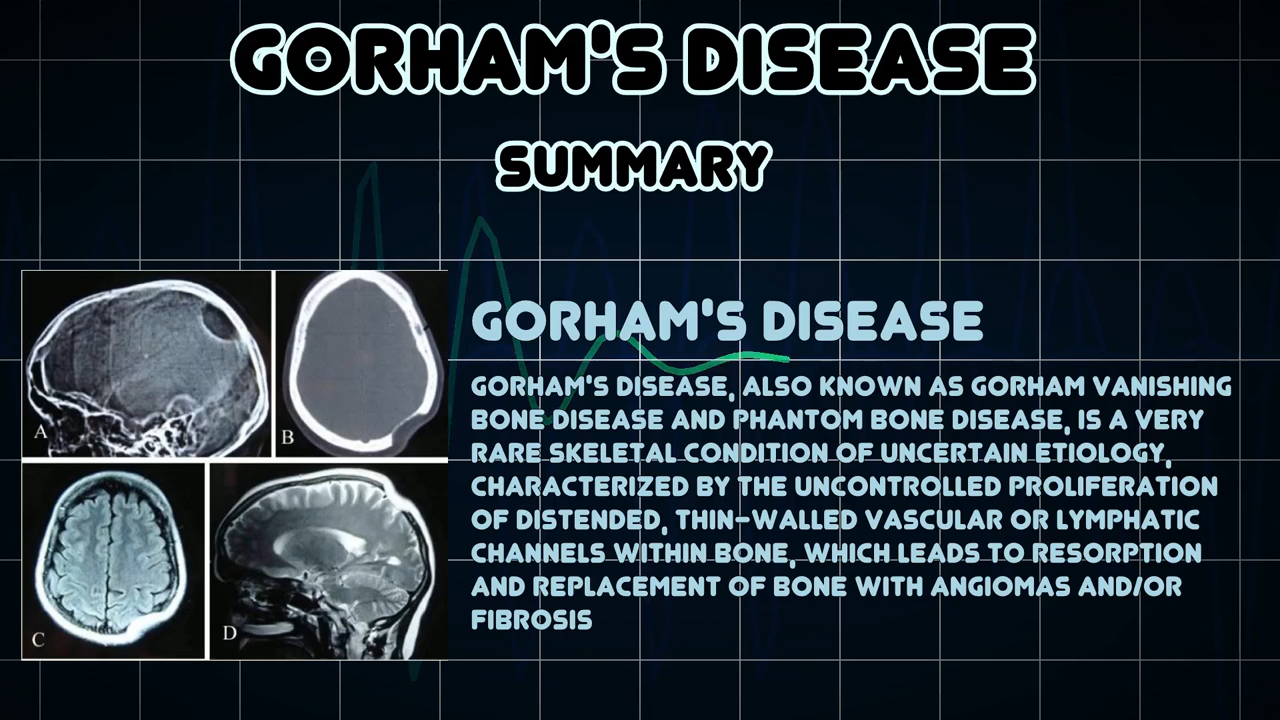 GORHAM'S DISEASE
SUMMARY
GORHAM'S DISEASE
GORHAM'S DISEASE, ALSO KNOWN AS GORHAM VANISHING
BONE DISEASE AND PHANTOM BONE DISEASE, IS A VERY
RARE SKELETAL CONDITION OF UNCERTAIN ETIOLOGY,
CHARACTERIZED BY THE UNCONTROLLED PROLIFERATION
OF DISTENDED, THIN-WALLED VASCULAR OR LYMPHATIC
CHANNELS WITHIN BONE, WHICH LEADS TO RESORPTION
AND REPLACEMENT OF BONE WITH ANGIOMAS AND/OR
FIBROSIS
A
B
C
D